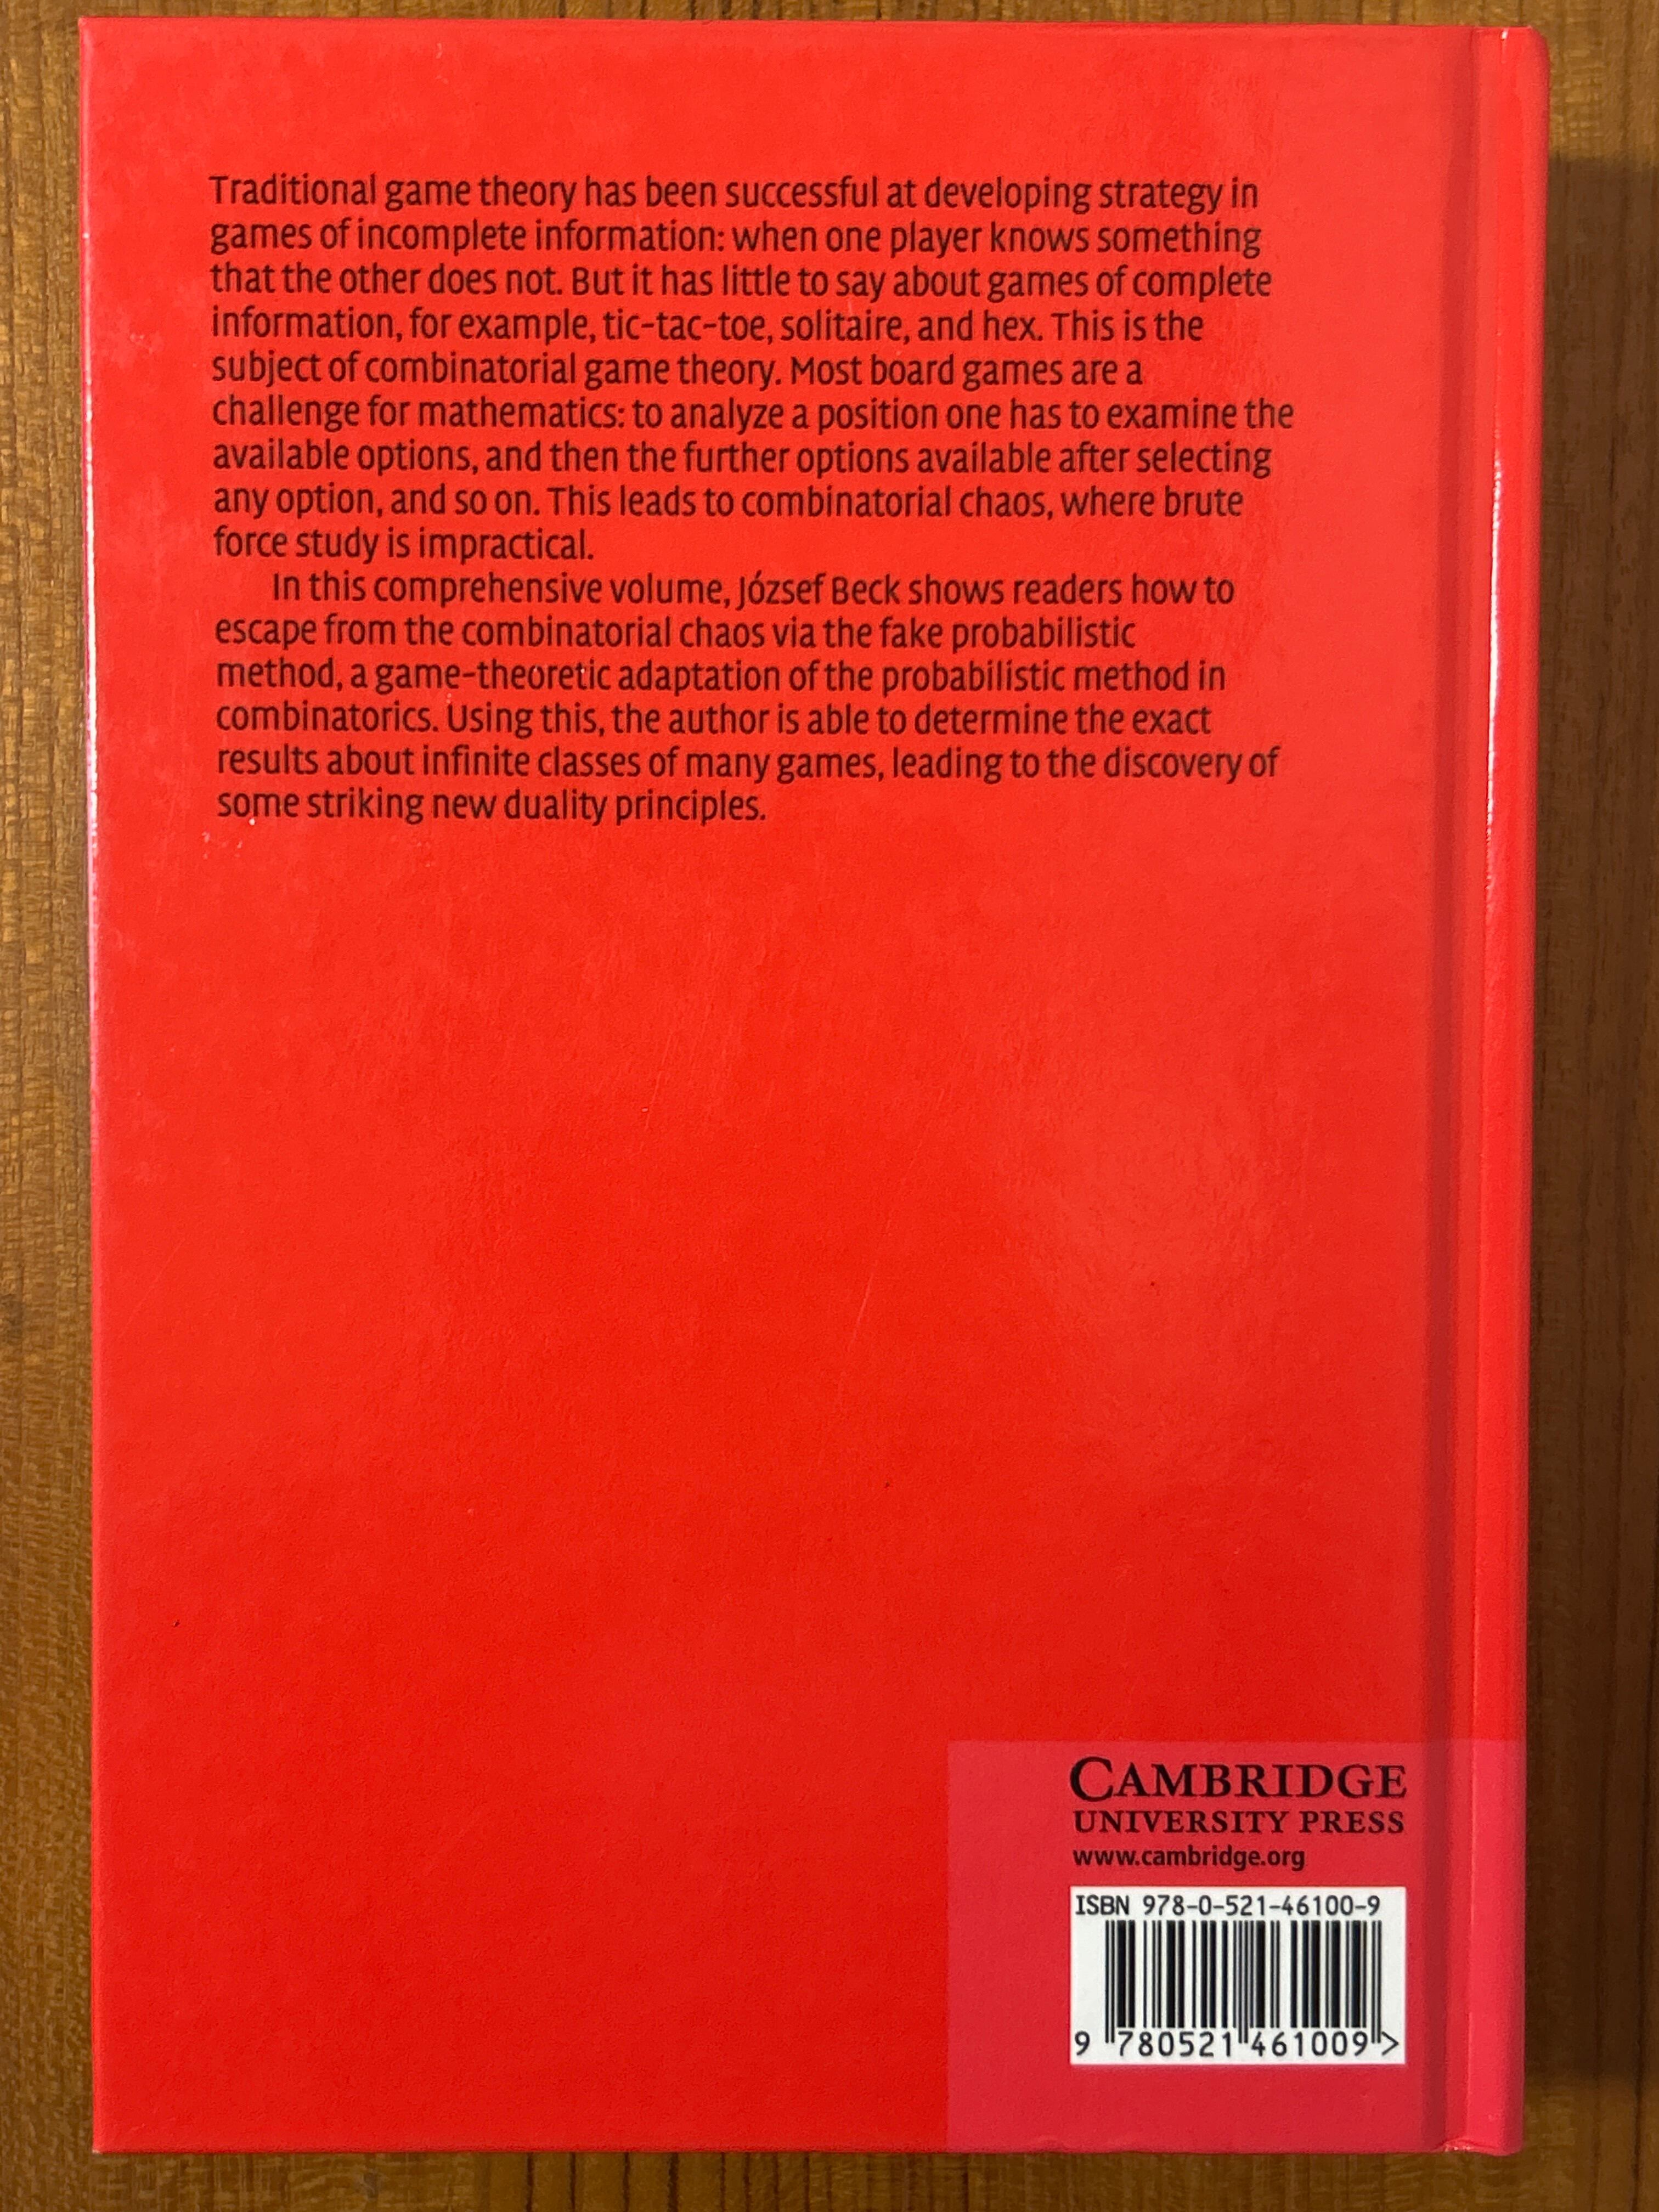 Traditional game theory has been successful at developing strategy in
games of incomplete information: when one player knows something
that the other does not. But it has little to say about games of complete
information, for example, tic-tac-toe, solitaire, and hex. This is the
subject of combinatorial game theory. Most board games are a
challenge for mathematics: to analyze a position one has to examine the
available options, and then the further options available after selecting
any option, and so on. This leads to combinatorial chaos, where brute
force study is impractical.
In this comprehensive volume, József Beck shows readers how to
escape from the combinatorial chaos via the fake probabilistic
method, a game-theoretic adaptation of the probabilistic method in
combinatorics. Using this, the author is able to determine the exact
results about infinite classes of many games, leading to the discovery of
some striking new duality principles.
CAMBRIDGE
UNIVERSITY PRESS
www.cambridge.org
ISBN 978-0-521-46100-9
9 780521 461009 >